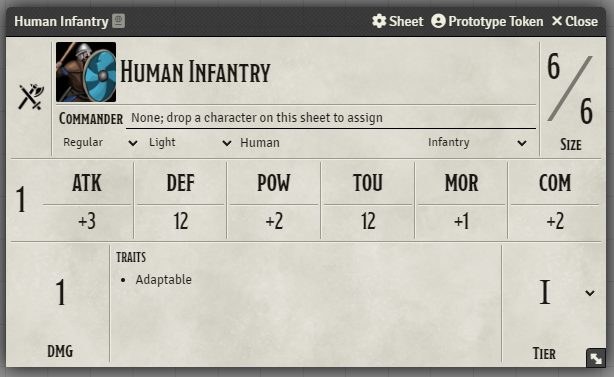 Human Infantry Sheet Prototype Token Close
Human Infantry
Commander None; drop a character on this sheet to assign
Regular Light Human Infantry
6 / 6
Size
1
ATK DEF POW TOU MOR COM
+3 12 +2 12 +1 +2
1
DMG
Traits
• Adaptable
I
Tier